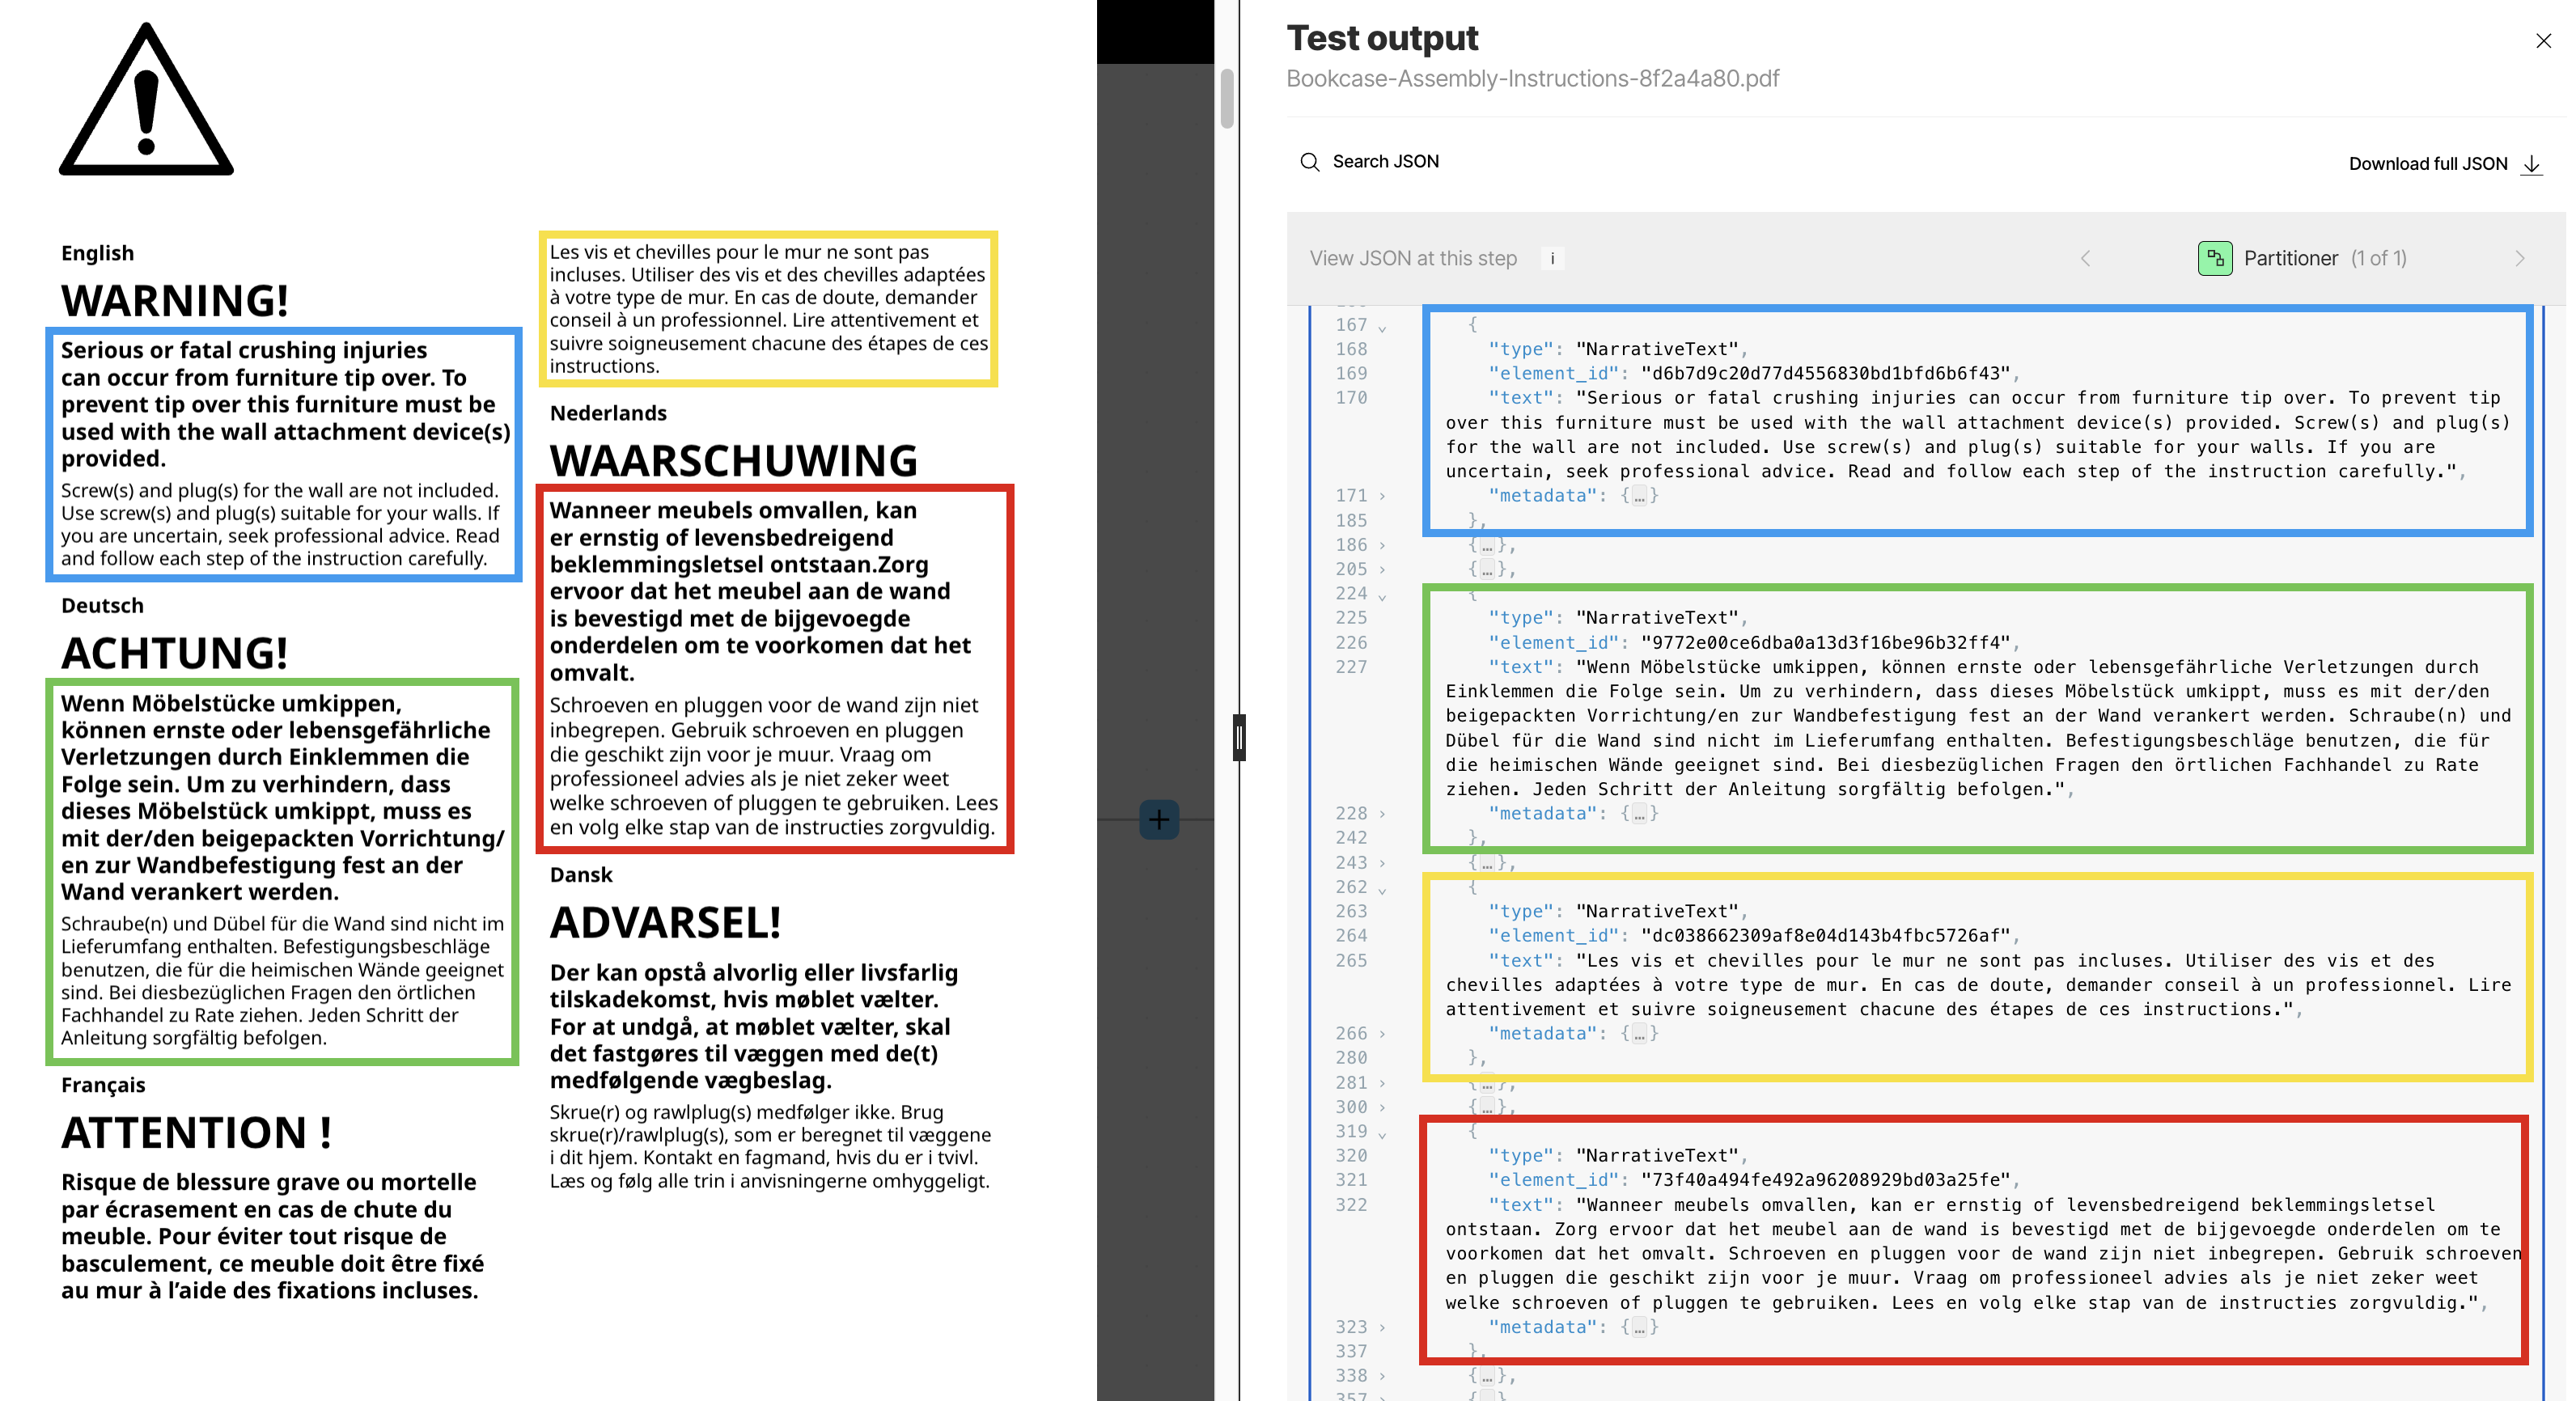 English
WARNING!
Serious or fatal crushing injuries
can occur from furniture tip over. To
prevent tip over this furniture must be
used with the wall attachment device(s)
provided.
Screw(s) and plug(s) for the wall are not included.
Use screw(s) and plug(s) suitable for your walls. If
you are uncertain, seek professional advice. Read
and follow each step of the instruction carefully.
Deutsch
ACHTUNG!
Wenn Möbelstücke umkippen,
können ernste oder lebensgefährliche
Verletzungen durch Einklemmen die
Folge sein. Um zu verhindern, dass
dieses Möbelstück umkippt, muss es
mit der/den beigepackten Vorrichtung/
en zur Wandbefestigung fest an der
Wand verankert werden.
Schraube(n) und Dübel für die Wand sind nicht im
Lieferumfang enthalten. Befestigungsbeschläge
benutzen, die für die heimischen Wände geeignet
sind. Bei diesbezüglichen Fragen den örtlichen
Fachhandel zu Rate ziehen. Jeden Schritt der
Anleitung sorgfältig befolgen.
Français
ATTENTION !
Risque de blessure grave ou mortelle
par écrasement en cas de chute du
meuble. Pour éviter tout risque de
basculement, ce meuble doit être fixé
au mur à l’aide des fixations incluses.
Les vis et chevilles pour le mur ne sont pas
incluses. Utiliser des vis et des chevilles adaptées
à votre type de mur. En cas de doute, demander
conseil à un professionnel. Lire attentivement et
suivre soigneusement chacune des étapes de ces
instructions.
Nederlands
WAARSCHUWING
Wanneer meubels omvallen, kan
er ernstig of levensbedreigend
beklemmingsletsel ontstaan.Zorg
ervoor dat het meubel aan de wand
is bevestigd met de bijgevoegde
onderdelen om te voorkomen dat het
omvalt.
Schroeven en pluggen voor de wand zijn niet
inbegrepen. Gebruik schroeven en pluggen
die geschikt zijn voor je muur. Vraag om
professioneel advies als je niet zeker weet
welke schroeven of pluggen te gebruiken. Lees
en volg elke stap van de instructies zorgvuldig.
Dansk
ADVARSEL!
Der kan opstå alvorlig eller livsfarlig
tilskadekomst, hvis møblet vælter.
For at undgå, at møblet vælter, skal
det fastgøres til væggen med de(t)
medfølgende vægbeslag.
Skrue(r) og rawlplug(s) medfølger ikke. Brug
skrue(r)/rawlplug(s), som er beregnet til væggene
i dit hjem. Kontakt en fagmand, hvis du er i tvivl.
Læs og følg alle trin i anvisningerne omhyggeligt.
Test output
Bookcase-Assembly-Instructions-8f2a4a80.pdf
Search JSON
Download full JSON
View JSON at this step i
Partitioner (1 of 1)
167 {
168 "type": "NarrativeText",
169 "element_id": "d6b7d9c20d77d4556830bd1bfd6b6f43",
170 "text": "Serious or fatal crushing injuries can occur from furniture tip over. To prevent tip
over this furniture must be used with the wall attachment device(s) provided. Screw(s) and plug(s)
for the wall are not included. Use screw(s) and plug(s) suitable for your walls. If you are
uncertain, seek professional advice. Read and follow each step of the instruction carefully.",
171 "metadata": {…}
185 },
186 {…},
205 {…},
224 {
225 "type": "NarrativeText",
226 "element_id": "9772e00ce6dba0a13d3f16be96b32ff4",
227 "text": "Wenn Möbelstücke umkippen, können ernste oder lebensgefährliche Verletzungen durch
Einklemmen die Folge sein. Um zu verhindern, dass dieses Möbelstück umkippt, muss es mit der/den
beigepackten Vorrichtung/en zur Wandbefestigung fest an der Wand verankert werden. Schraube(n) und
Dübel für die Wand sind nicht im Lieferumfang enthalten. Befestigungsbeschläge benutzen, die für
die heimischen Wände geeignet sind. Bei diesbezüglichen Fragen den örtlichen Fachhandel zu Rate
ziehen. Jeden Schritt der Anleitung sorgfältig befolgen.",
228 "metadata": {…}
242 },
243 {…},
262 {
263 "type": "NarrativeText",
264 "element_id": "dc038662309af8e04d143b4fbc5726af",
265 "text": "Les vis et chevilles pour le mur ne sont pas incluses. Utiliser des vis et des
chevilles adaptées à votre type de mur. En cas de doute, demander conseil à un professionnel. Lire
attentivement et suivre soigneusement chacune des étapes de ces instructions.",
266 "metadata": {…}
280 },
281 {…},
300 {…},
319 {
320 "type": "NarrativeText",
321 "element_id": "73f40a494fe492a96208929bd03a25fe",
322 "text": "Wanneer meubels omvallen, kan er ernstig of levensbedreigend beklemmingsletsel
ontstaan. Zorg ervoor dat het meubel aan de wand is bevestigd met de bijgevoegde onderdelen om te
voorkomen dat het omvalt. Schroeven en pluggen voor de wand zijn niet inbegrepen. Gebruik schroeven
en pluggen die geschikt zijn voor je muur. Vraag om professioneel advies als je niet zeker weet
welke schroeven of pluggen te gebruiken. Lees en volg elke stap van de instructies zorgvuldig.",
323 "metadata": {…}
337 },
338 {…},
357